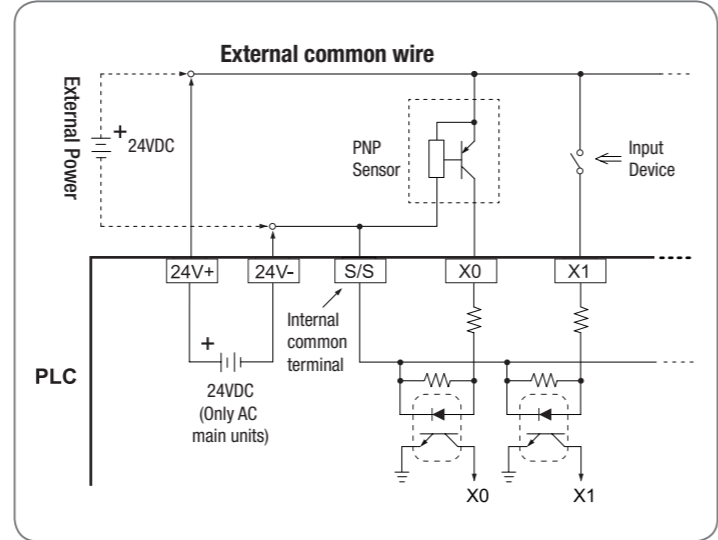 External common wire
External Power
+
24VDC
PNP
Sensor
Input
Device
24V+
24V-
S/S
X0
X1
PLC
+
24VDC
(Only AC
main units)
Internal
common
terminal
X0
X1